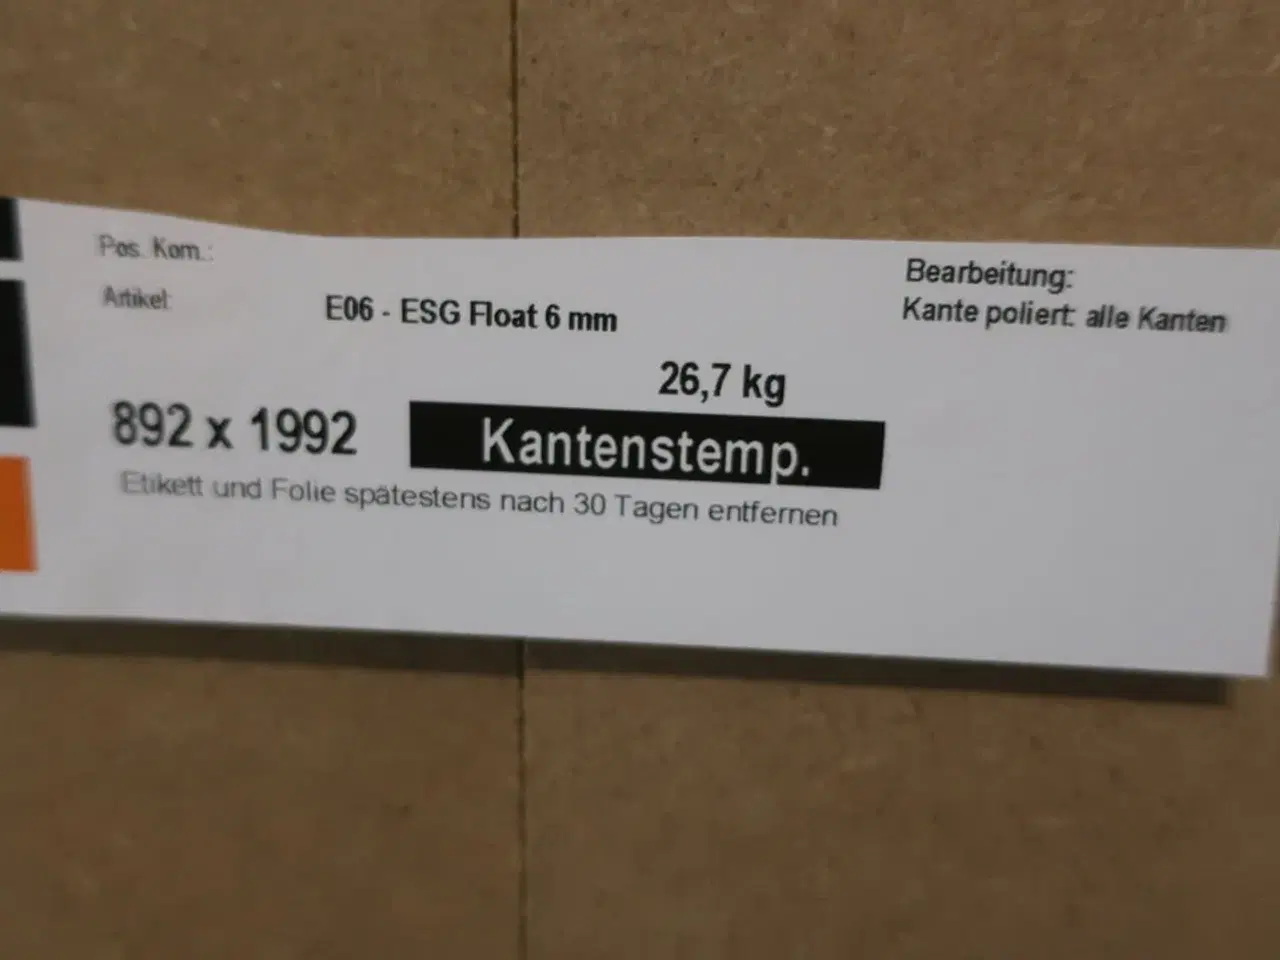 Pos. Kom.:
Artikel:
E06 - ESG Float 6 mm
Bearbeitung:
Kante poliert: alle Kanten
26,7 kg
892 x 1992
Kantenstemp.
Etikett und Folie spätestens nach 30 Tagen entfernen